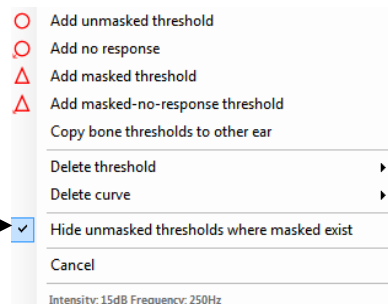 Add unmasked threshold
Add no response
Add masked threshold
Add masked-no-response threshold
Copy bone thresholds to other ear
Delete threshold
Delete curve
Hide unmasked thresholds where masked exist
Cancel
Intensity: 15dB Frequency: 250Hz